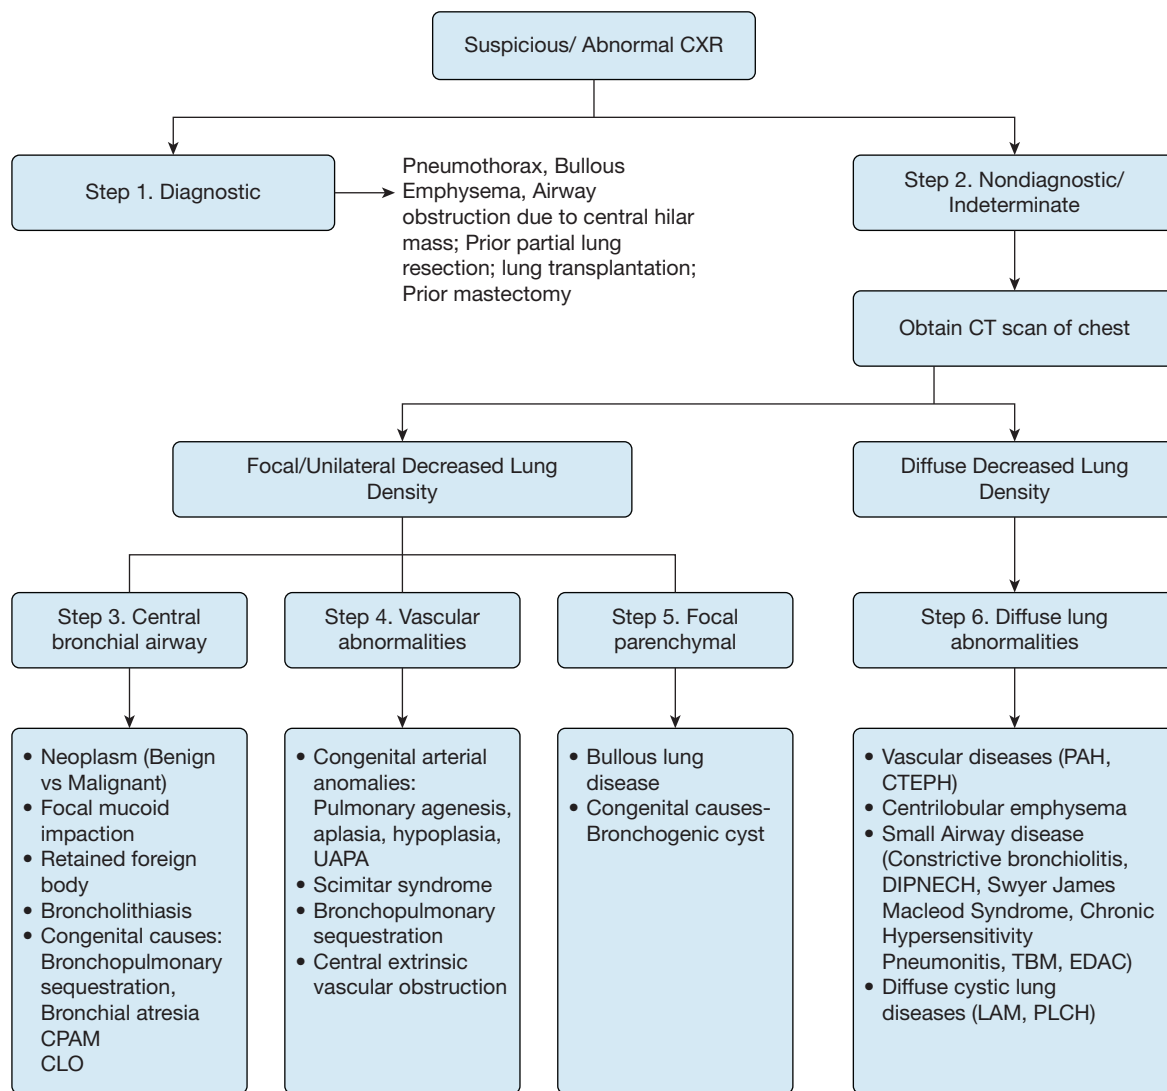 Suspicious/ Abnormal CXR
Step 1. Diagnostic
Pneumothorax, Bullous
Emphysema, Airway
obstruction due to central hilar
mass; Prior partial lung
resection; lung transplantation;
Prior mastectomy
Step 2. Nondiagnostic/
Indeterminate
Obtain CT scan of chest
Focal/Unilateral Decreased Lung
Density
Diffuse Decreased Lung
Density
Step 3. Central
bronchial airway
Step 4. Vascular
abnormalities
Step 5. Focal
parenchymal
Step 6. Diffuse lung
abnormalities
• Neoplasm (Benign
vs Malignant)
• Focal mucoid
impaction
• Retained foreign
body
• Broncholithiasis
• Congenital causes:
Bronchopulmonary
sequestration,
Bronchial atresia
CPAM
CLO
• Congenital arterial
anomalies:
Pulmonary agenesis,
aplasia, hypoplasia,
UAPA
• Scimitar syndrome
• Bronchopulmonary
sequestration
• Central extrinsic
vascular obstruction
• Bullous lung
disease
• Congenital causes-
Bronchogenic cyst
• Vascular diseases (PAH,
CTEPH)
• Centrilobular emphysema
• Small Airway disease
(Constrictive bronchiolitis,
DIPNECH, Swyer James
Macleod Syndrome, Chronic
Hypersensitivity
Pneumonitis, TBM, EDAC)
• Diffuse cystic lung
diseases (LAM, PLCH)